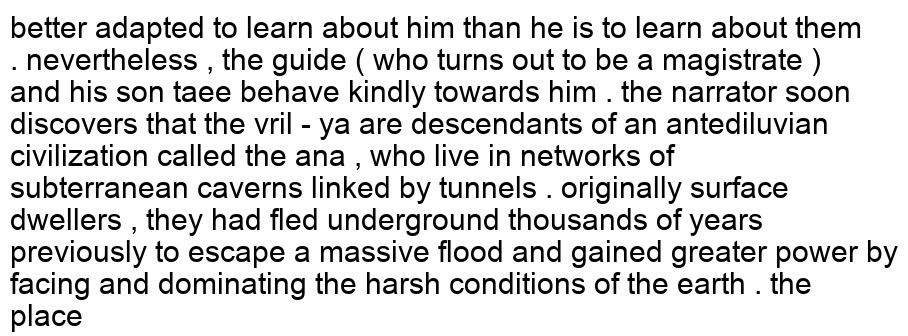 better adapted to learn about him than he is to learn about them
. nevertheless , the guide ( who turns out to be a magistrate )
and his son taee behave kindly towards him . the narrator soon
discovers that the vril - ya are descendants of an antediluvian
civilization called the ana , who live in networks of
subterranean caverns linked by tunnels . originally surface
dwellers , they had fled underground thousands of years
previously to escape a massive flood and gained greater power by
facing and dominating the harsh conditions of the earth . the
place